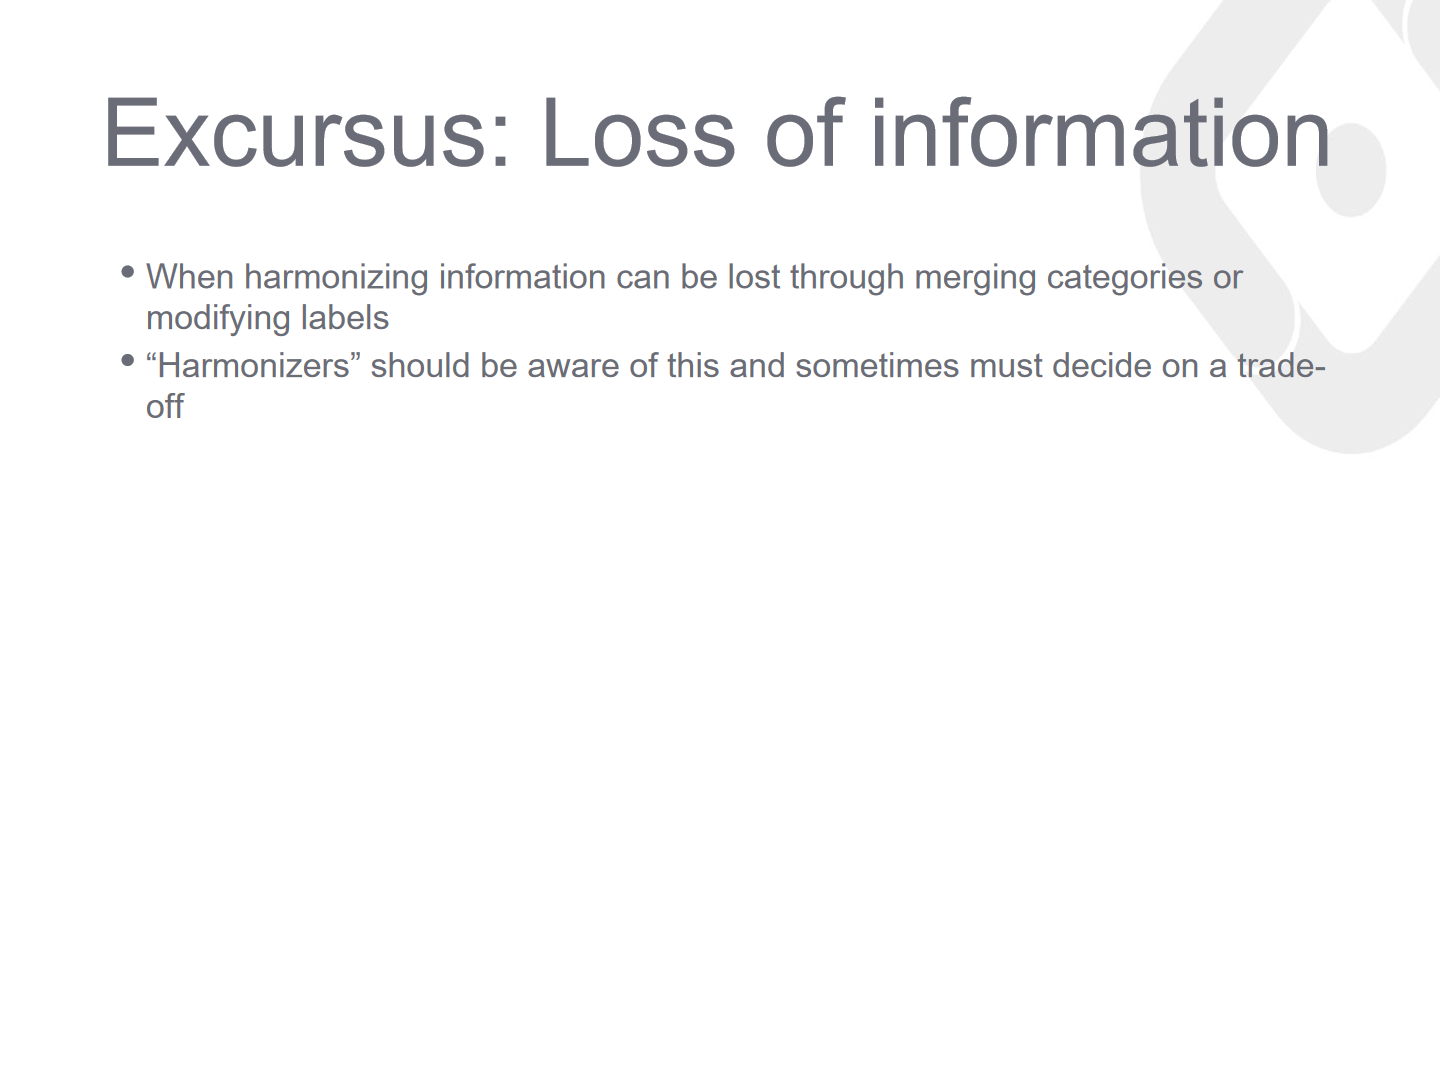 Excursus: Loss of information
• When harmonizing information can be lost through merging categories or
modifying labels
• “Harmonizers” should be aware of this and sometimes must decide on a trade-
off